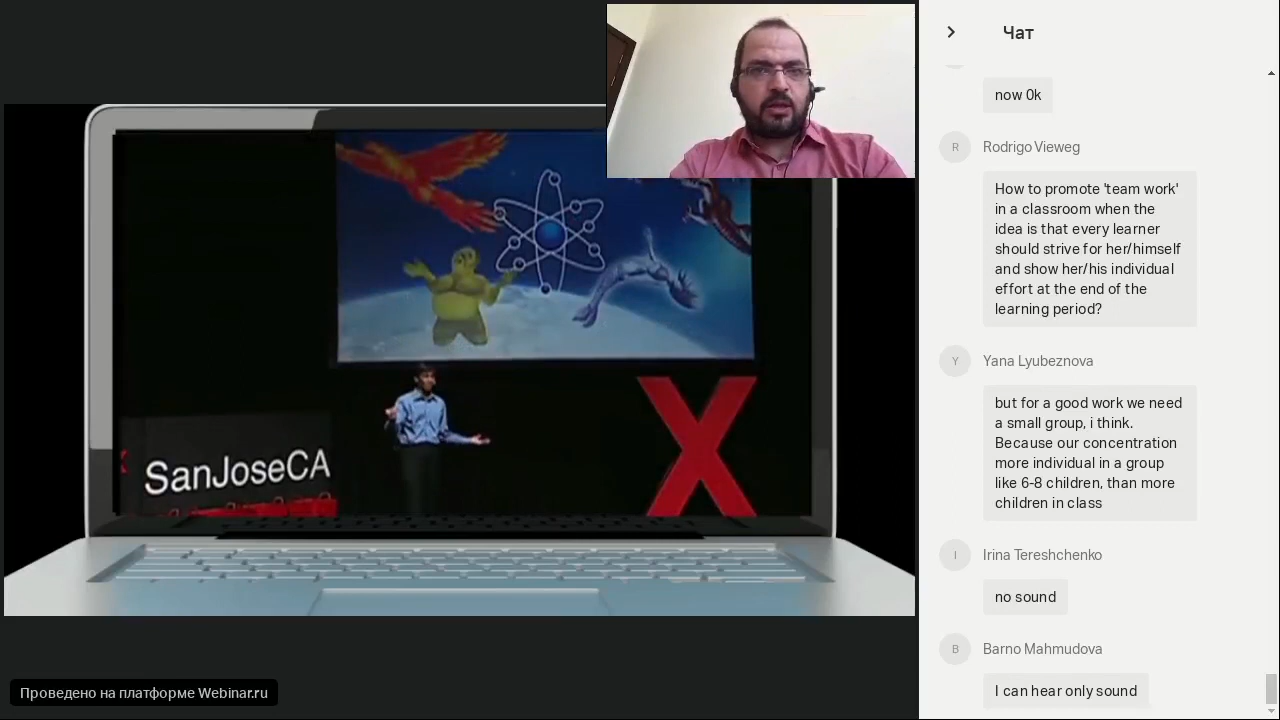 SanJoseCA
X
Проведено на платформе Webinar.ru
Чат
now 0k
R
Rodrigo Vieweg
How to promote 'team work'
in a classroom when the
idea is that every learner
should strive for her/himself
and show her/his individual
effort at the end of the
learning period?
Y
Yana Lyubeznova
but for a good work we need
a small group, i think.
Because our concentration
more individual in a group
like 6-8 children, than more
children in class
I
Irina Tereshchenko
no sound
B
Barno Mahmudova
I can hear only sound